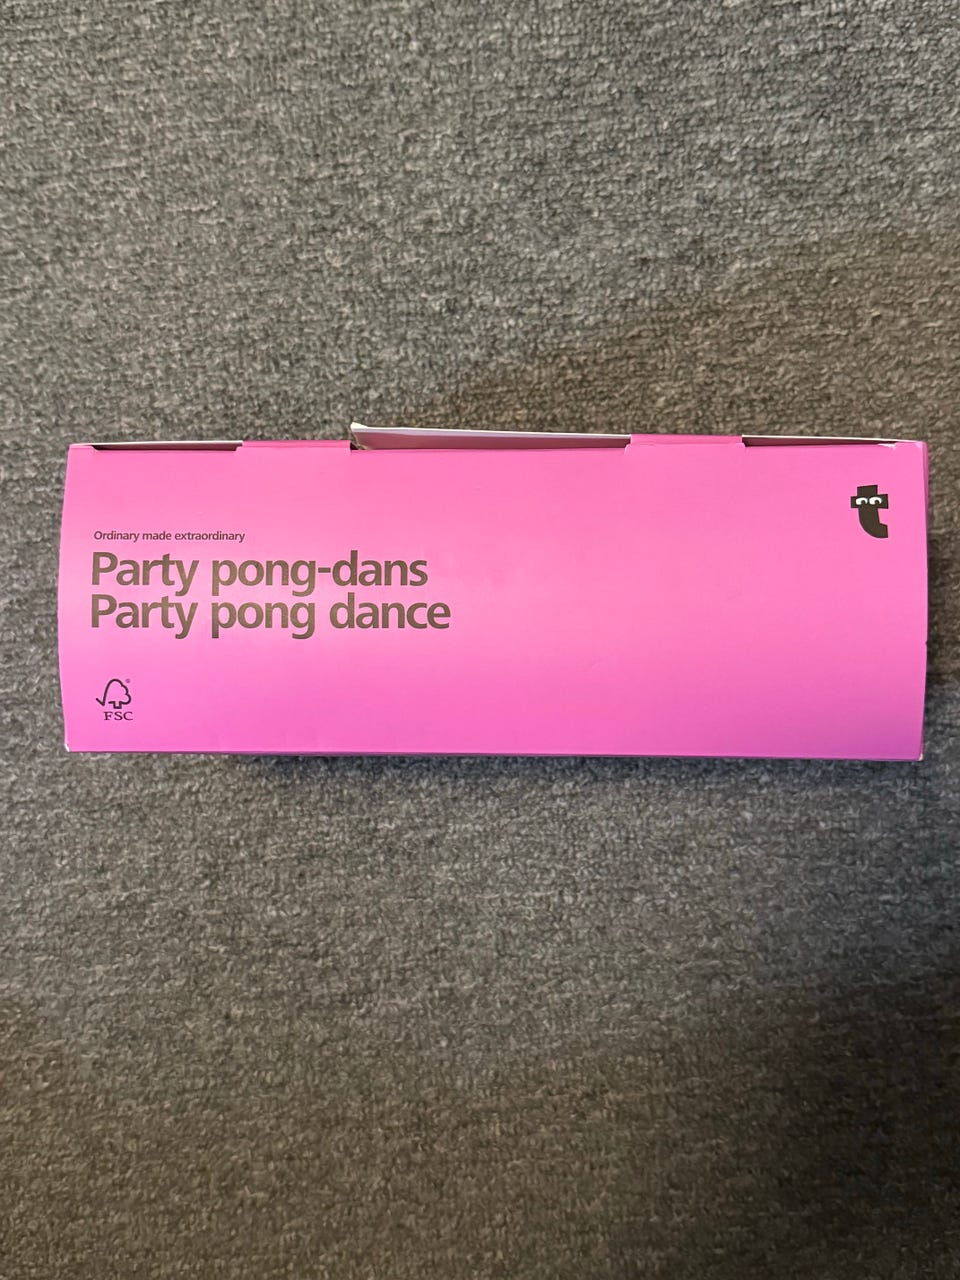 Ordinary made extraordinary
Party pong-dans
Party pong dance
t
FSC®